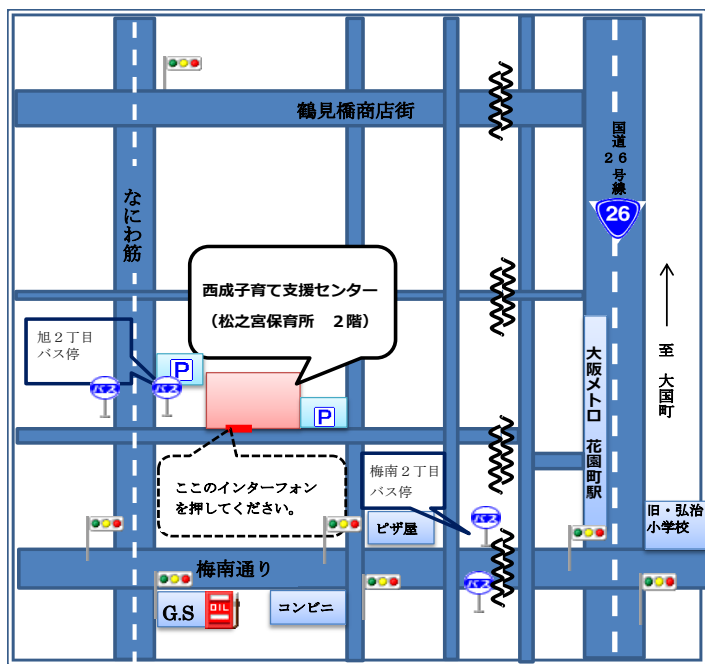 鶴見橋商店街
国道
26
号線
26
なにわ筋
西成子育て支援センター
（松之宮保育所　２階）
旭２丁目
バス停
P
バス
バス
P
大阪メトロ　花園町駅
至　大国町
ここのインターフォン
を押してください。
梅南２丁目
バス停
バス
ピザ屋
旧・弘治
小学校
梅南通り
バス
G.S
OIL
コンビニ